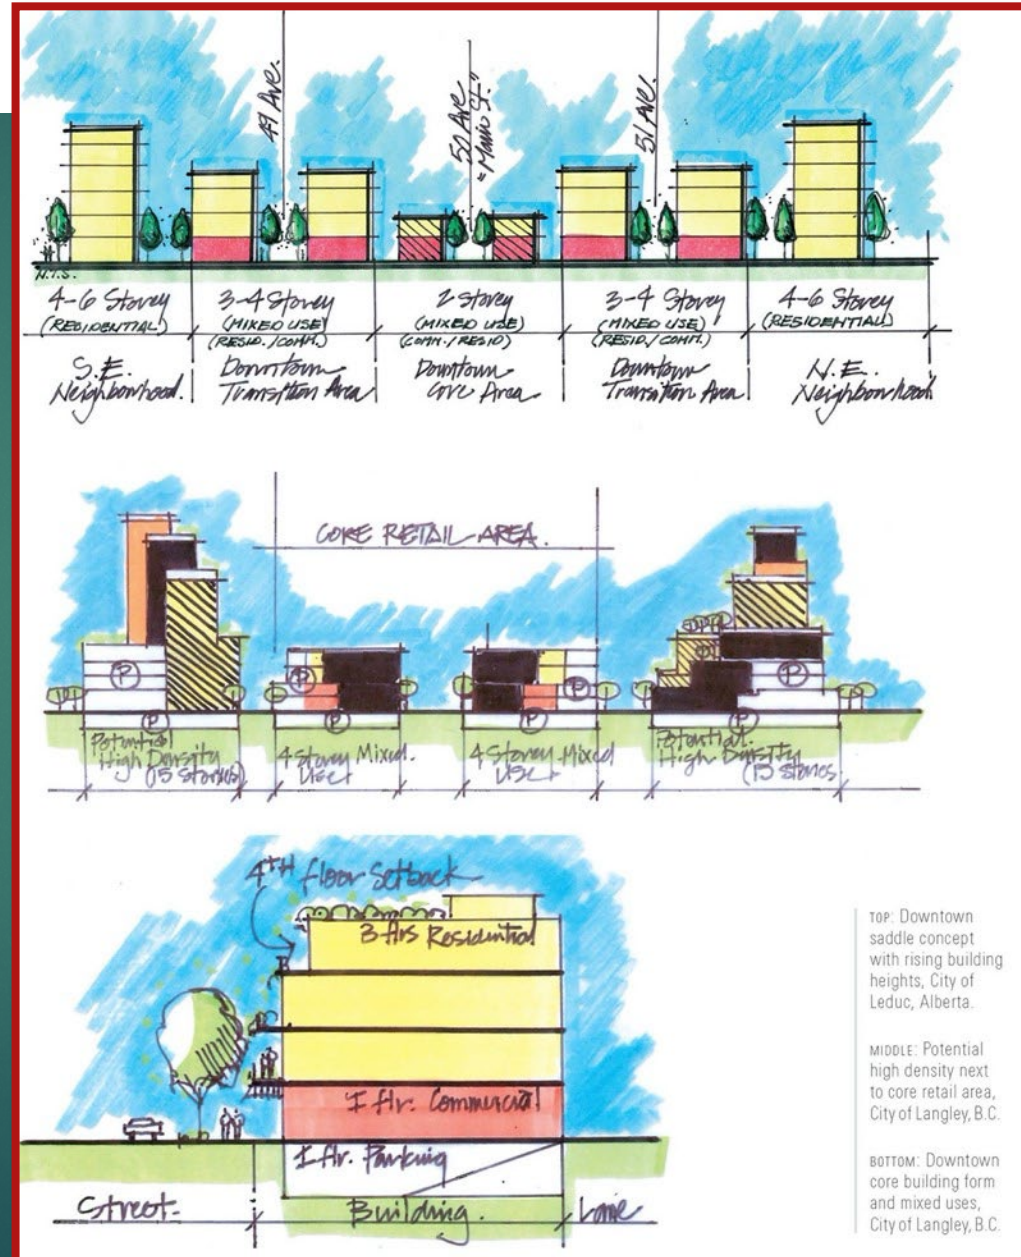 49 Ave.
50 Ave
"Main St."
51 Ave.
N.T.S.
4-6 Storey
(RESIDENTIAL)
3-4 Storey
(MIXED USE)
(RESID./COMM.)
2 Storey
(MIXED USE)
(COMM./RESID)
3-4 Storey
(MIXED USE)
(RESID./COMM.)
4-6 Storey
(RESIDENTIAL)
S.E.
Neighbourhood.
Downtown
Transition Area
Downtown
Core Area
Downtown
Transition Area
N.E.
Neighbourhood
CORE RETAIL AREA.
P
P
P
P
P
P
P
P
P
Potential
High Density
(15 stories)
4 Storey Mixed
Use
4 Storey Mixed
Use
Potential
High Density
(15 stories
4TH floor Setback
3 flrs Residential
1 flr. Commercial
1 flr. Parking
Street.
Building.
Lane
TOP: Downtown
saddle concept
with rising building
heights, City of
Leduc, Alberta.
MIDDLE: Potential
high density next
to core retail area,
City of Langley, B.C.
BOTTOM: Downtown
core building form
and mixed uses,
City of Langley, B.C.